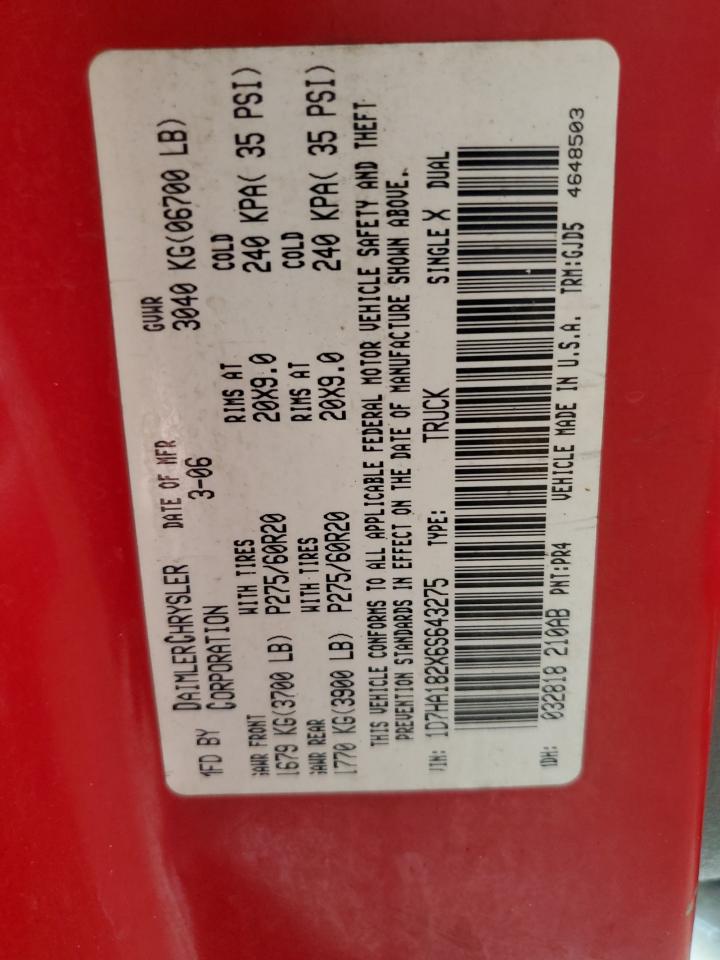 MFD BY DAIMLERCHRYSLER CORPORATION
DATE OF MFR 3-06
GVWR 3040 KG(06700 LB)
GAWR FRONT WITH TIRES RIMS AT COLD
1679 KG(3700 LB) P275/60R20 20X9.0 240 KPA( 35 PSI)
GAWR REAR WITH TIRES RIMS AT COLD
1770 KG(3900 LB) P275/60R20 20X9.0 240 KPA( 35 PSI)
THIS VEHICLE CONFORMS TO ALL APPLICABLE FEDERAL MOTOR VEHICLE SAFETY AND THEFT
PREVENTION STANDARDS IN EFFECT ON THE DATE OF MANUFACTURE SHOWN ABOVE.
VIN: 1D7HA182X6S643275 TYPE: TRUCK SINGLE X DUAL
MDH: 032818 210AB PNT:PR4 VEHICLE MADE IN U.S.A. TRM:GJD5
4648503